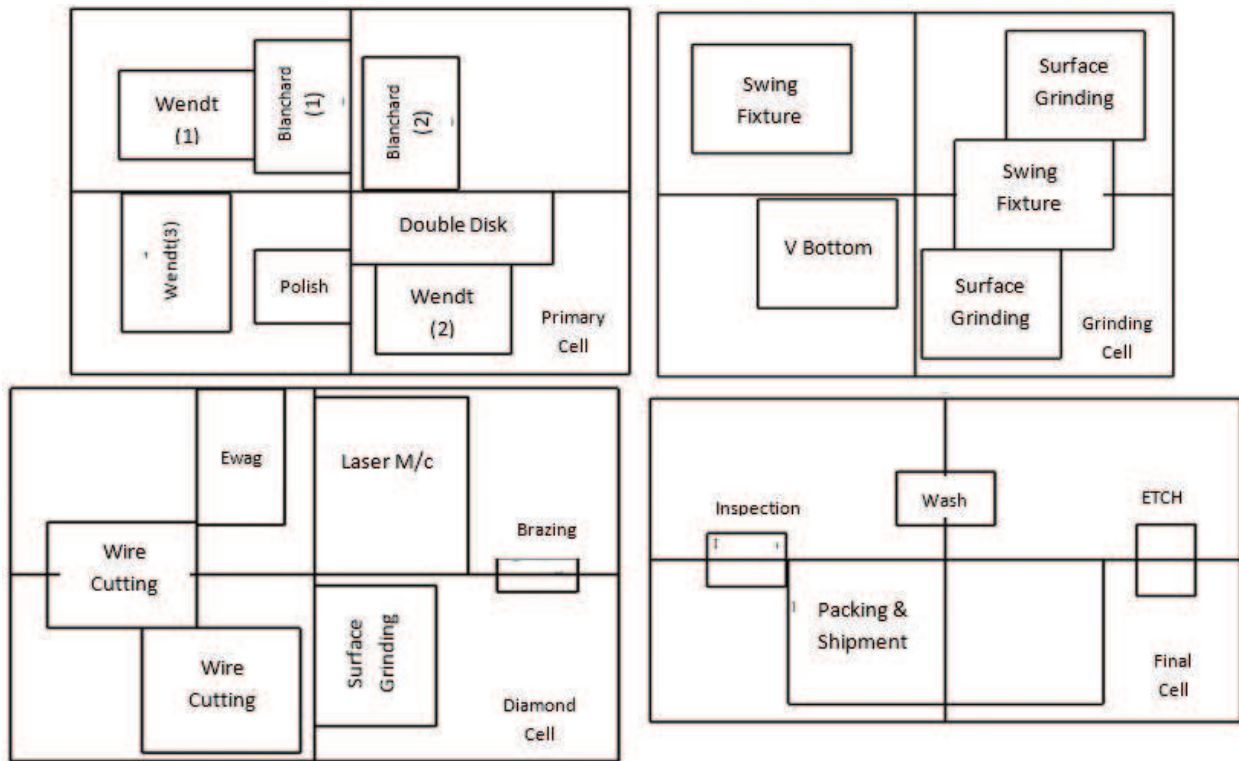 Wendt
(1)
Blanchard
(1)
Blanchard
(2)
Wendt(3)
Polish
Double Disk
Wendt
(2)
Primary
Cell
Swing
Fixture
Surface
Grinding
Swing
Fixture
V Bottom
Surface
Grinding
Grinding
Cell
Ewag
Laser M/c
Brazing
Wire
Cutting
Wire
Cutting
Surface
Grinding
Diamond
Cell
Inspection
Wash
ETCH
Packing &
Shipment
Final
Cell